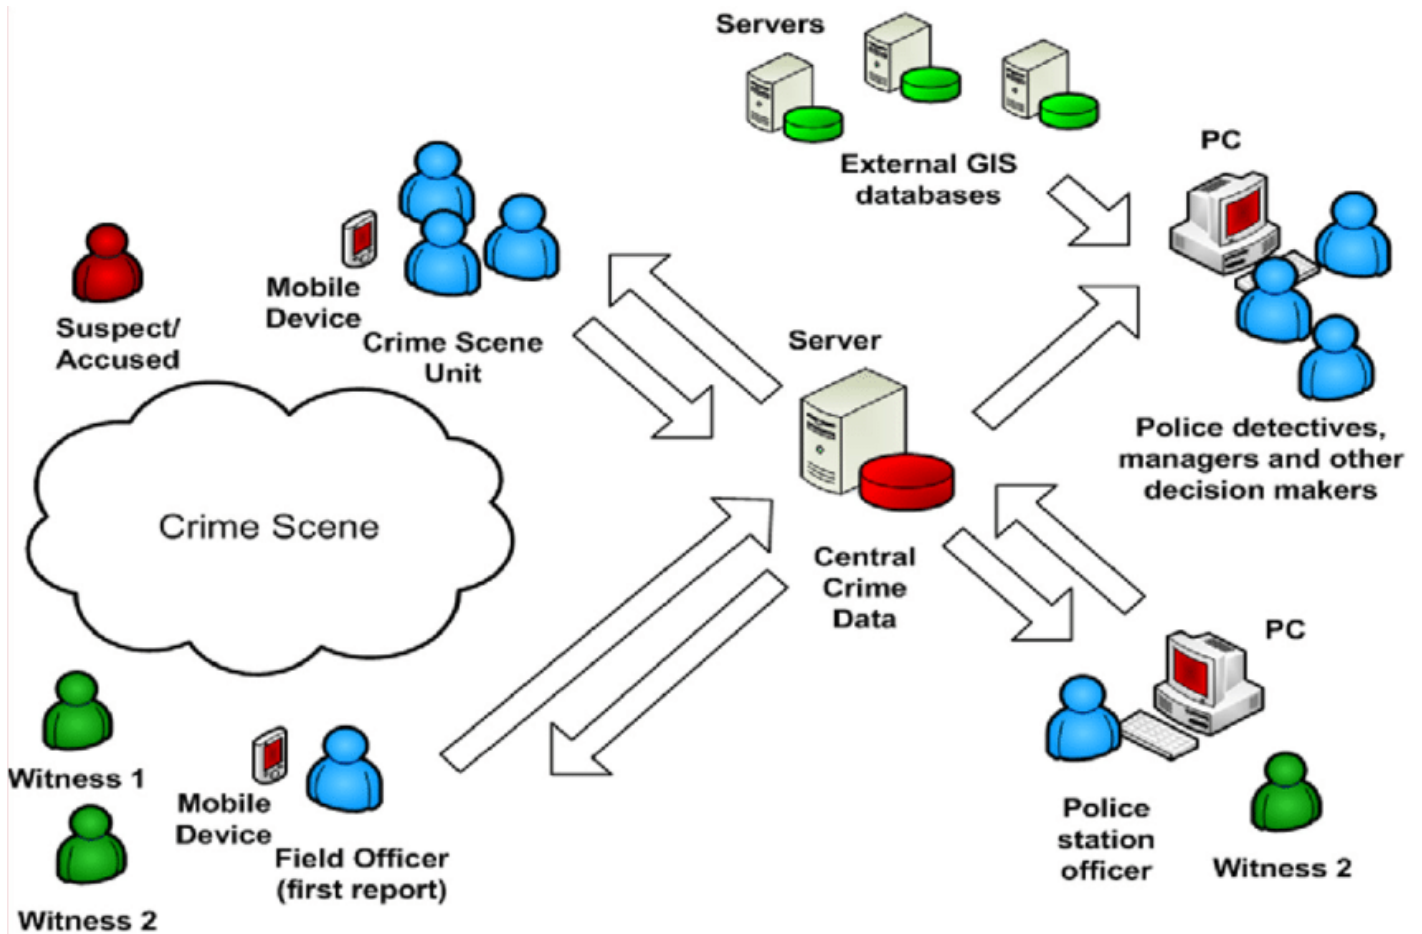 Servers
External GIS
databases
PC
Mobile
Device
Crime Scene
Unit
Suspect/
Accused
Server
Police detectives,
managers and other
decision makers
Crime Scene
Central
Crime
Data
PC
Witness 1
Mobile
Device
Field Officer
(first report)
Witness 2
Police
station
officer
Witness 2